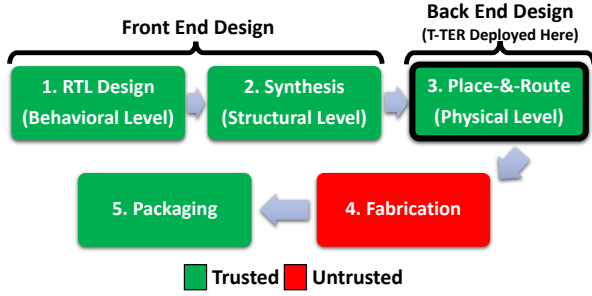 Front End Design
Back End Design
(T-TER Deployed Here)
1. RTL Design
(Behavioral Level)
2. Synthesis
(Structural Level)
3. Place-&-Route
(Physical Level)
5. Packaging
4. Fabrication
Trusted
Untrusted